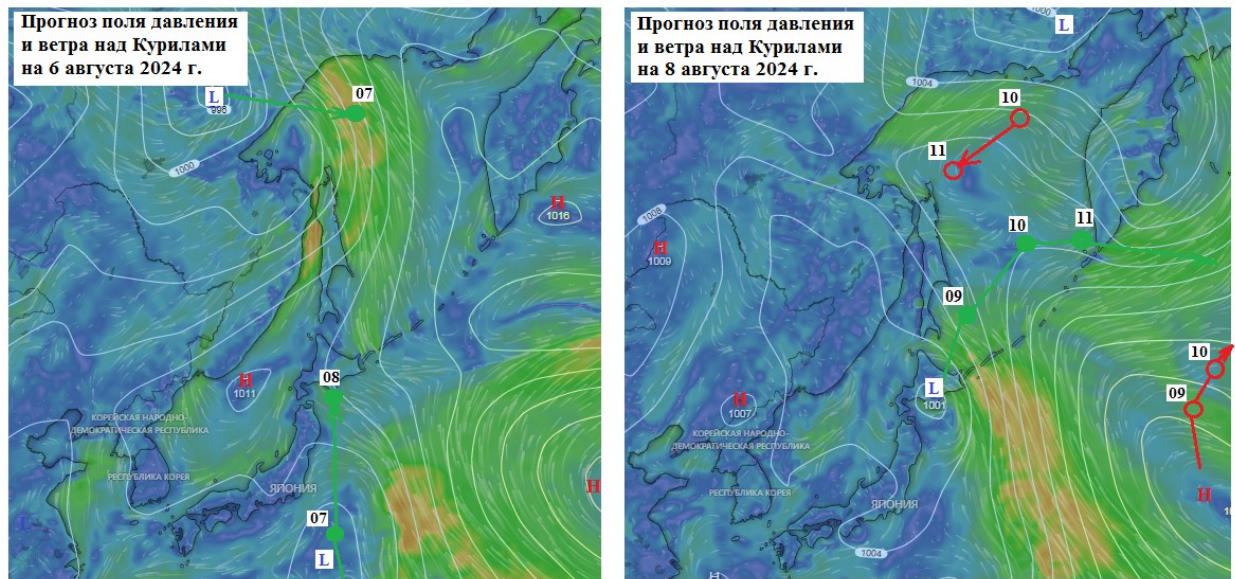 Прогноз поля давления
и ветра над Курилами
на 6 августа 2024 г.
07
L
996
1000
H
1016
H
1011
08
КОРЕЙСКАЯ НАРОДНО-
ДЕМОКРАТИЧЕСКАЯ РЕСПУБЛИКА
РЕСПУБЛИКА КОРЕЯ
ЯПОНИЯ
H
07
L
L
Прогноз поля давления
и ветра над Курилами
на 8 августа 2024 г.
1000
L
1004
10
11
1008
H
1009
10
11
09
L
1001
H
1007
10
09
КОРЕЙСКАЯ НАРОДНО-
ДЕМОКРАТИЧЕСКАЯ РЕСПУБЛИКА
РЕСПУБЛИКА КОРЕЯ
ЯПОНИЯ
H
1004
H